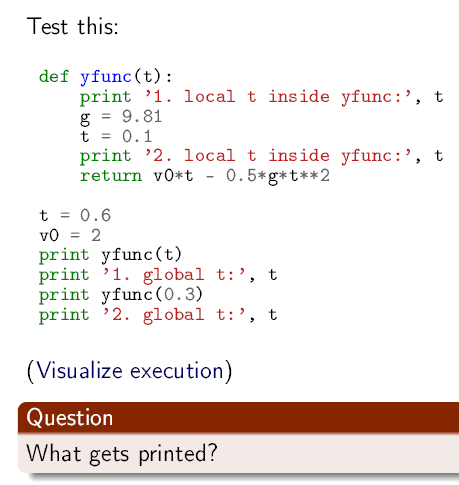 Test this:
def yfunc(t):
    print ’1. local t inside yfunc:’, t
    g = 9.81
    t = 0.1
    print ’2. local t inside yfunc:’, t
    return v0*t - 0.5*g*t**2
t = 0.6
v0 = 2
print yfunc(t)
print ’1. global t:’, t
print yfunc(0.3)
print ’2. global t:’, t
(Visualize execution)
Question
What gets printed?